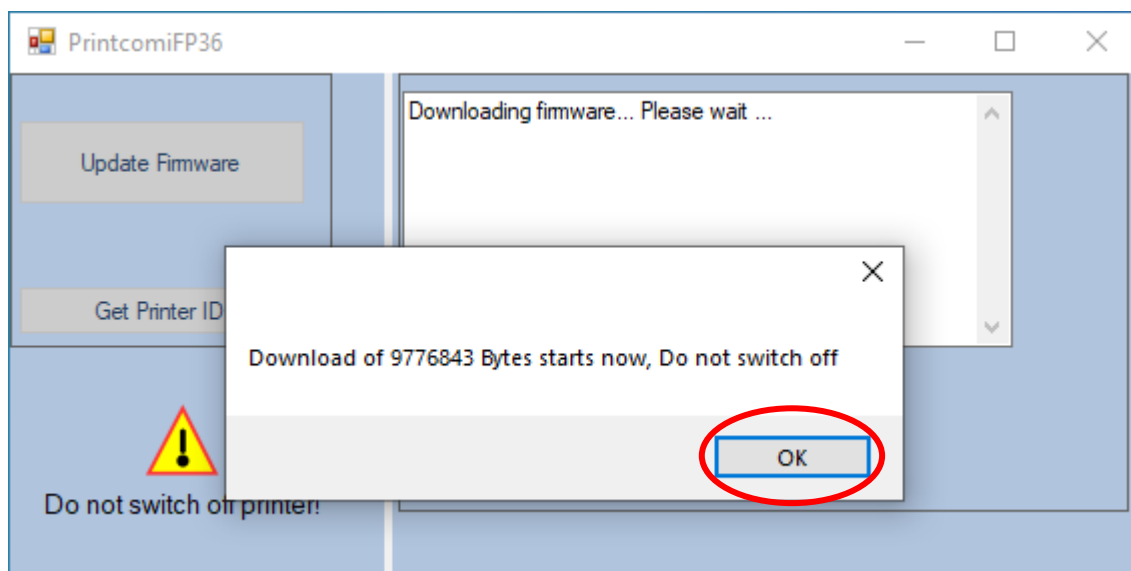 PrintcomiFP36
Update Firmware
Downloading firmware... Please wait ...
Get Printer ID
Download of 9776843 Bytes starts now, Do not switch off
OK
Do not switch off printer!